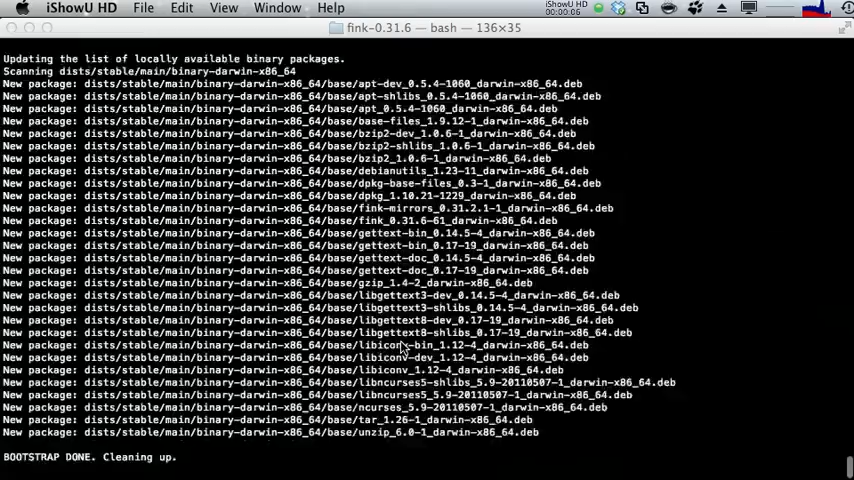 iShowU HD File Edit View Window Help iShowU HD 00:00:06
fink-0.31.6 — bash — 136×35
Updating the list of locally available binary packages.
Scanning dists/stable/main/binary-darwin-x86_64
New package: dists/stable/main/binary-darwin-x86_64/base/apt-dev_0.5.4-1060_darwin-x86_64.deb
New package: dists/stable/main/binary-darwin-x86_64/base/apt-shlibs_0.5.4-1060_darwin-x86_64.deb
New package: dists/stable/main/binary-darwin-x86_64/base/apt_0.5.4-1060_darwin-x86_64.deb
New package: dists/stable/main/binary-darwin-x86_64/base/base-files_1.9.12-1_darwin-x86_64.deb
New package: dists/stable/main/binary-darwin-x86_64/base/bzip2-dev_1.0.6-1_darwin-x86_64.deb
New package: dists/stable/main/binary-darwin-x86_64/base/bzip2-shlibs_1.0.6-1_darwin-x86_64.deb
New package: dists/stable/main/binary-darwin-x86_64/base/bzip2_1.0.6-1_darwin-x86_64.deb
New package: dists/stable/main/binary-darwin-x86_64/base/debianutils_1.23-11_darwin-x86_64.deb
New package: dists/stable/main/binary-darwin-x86_64/base/dpkg-base-files_0.3-1_darwin-x86_64.deb
New package: dists/stable/main/binary-darwin-x86_64/base/dpkg_1.10.21-1229_darwin-x86_64.deb
New package: dists/stable/main/binary-darwin-x86_64/base/fink-mirrors_0.31.2.1-1_darwin-x86_64.deb
New package: dists/stable/main/binary-darwin-x86_64/base/fink_0.31.6-61_darwin-x86_64.deb
New package: dists/stable/main/binary-darwin-x86_64/base/gettext-bin_0.14.5-4_darwin-x86_64.deb
New package: dists/stable/main/binary-darwin-x86_64/base/gettext-bin_0.17-19_darwin-x86_64.deb
New package: dists/stable/main/binary-darwin-x86_64/base/gettext-doc_0.14.5-4_darwin-x86_64.deb
New package: dists/stable/main/binary-darwin-x86_64/base/gettext-doc_0.17-19_darwin-x86_64.deb
New package: dists/stable/main/binary-darwin-x86_64/base/gzip_1.4-2_darwin-x86_64.deb
New package: dists/stable/main/binary-darwin-x86_64/base/libgettext3-dev_0.14.5-4_darwin-x86_64.deb
New package: dists/stable/main/binary-darwin-x86_64/base/libgettext3-shlibs_0.14.5-4_darwin-x86_64.deb
New package: dists/stable/main/binary-darwin-x86_64/base/libgettext8-dev_0.17-19_darwin-x86_64.deb
New package: dists/stable/main/binary-darwin-x86_64/base/libgettext8-shlibs_0.17-19_darwin-x86_64.deb
New package: dists/stable/main/binary-darwin-x86_64/base/libiconv-bin_1.12-4_darwin-x86_64.deb
New package: dists/stable/main/binary-darwin-x86_64/base/libiconv-dev_1.12-4_darwin-x86_64.deb
New package: dists/stable/main/binary-darwin-x86_64/base/libiconv_1.12-4_darwin-x86_64.deb
New package: dists/stable/main/binary-darwin-x86_64/base/libncurses5-shlibs_5.9-20110507-1_darwin-x86_64.deb
New package: dists/stable/main/binary-darwin-x86_64/base/libncurses5_5.9-20110507-1_darwin-x86_64.deb
New package: dists/stable/main/binary-darwin-x86_64/base/ncurses_5.9-20110507-1_darwin-x86_64.deb
New package: dists/stable/main/binary-darwin-x86_64/base/tar_1.26-1_darwin-x86_64.deb
New package: dists/stable/main/binary-darwin-x86_64/base/unzip_6.0-1_darwin-x86_64.deb
BOOTSTRAP DONE. Cleaning up.